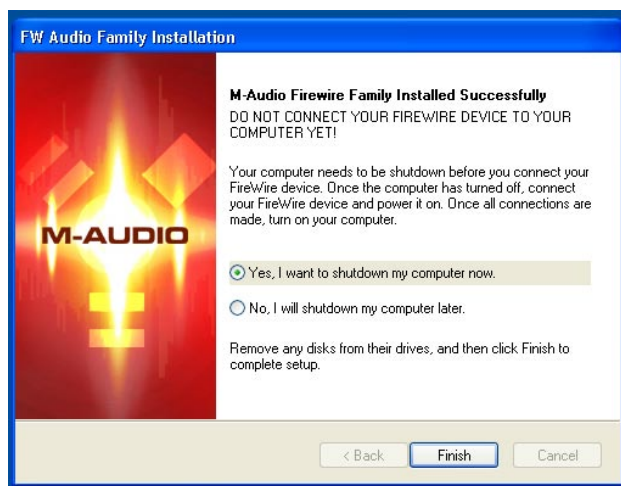 FW Audio Family Installation
M-AUDIO
M-Audio Firewire Family Installed Successfully
DO NOT CONNECT YOUR FIREWIRE DEVICE TO YOUR
COMPUTER YET!
Your computer needs to be shutdown before you connect your
FireWire device. Once the computer has turned off, connect
your FireWire device and power it on. Once all connections are
made, turn on your computer.
Yes, I want to shutdown my computer now.
No, I will shutdown my computer later.
Remove any disks from their drives, and then click Finish to
complete setup.
< Back Finish Cancel